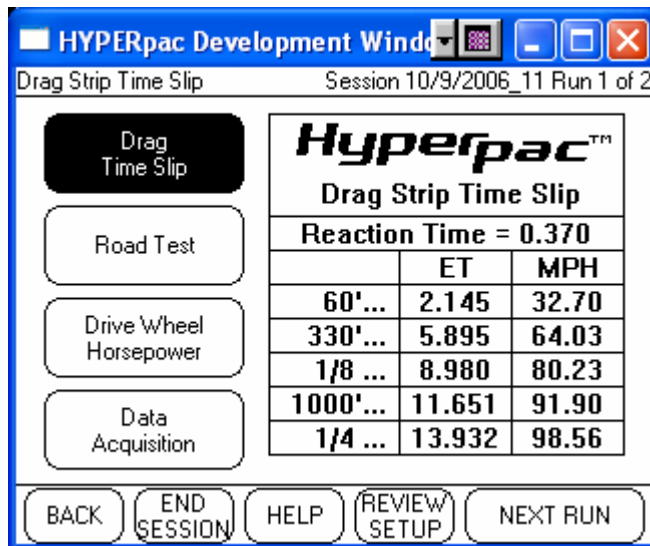 HYPERpac Development Windo
Drag Strip Time Slip Session 10/9/2006_11 Run 1 of 2
Drag
Time Slip
Road Test
Drive Wheel
Horsepower
Data
Acquisition
Hyperpac™
Drag Strip Time Slip
Reaction Time = 0.370
ET MPH
60'... 2.145 32.70
330'... 5.895 64.03
1/8 ... 8.980 80.23
1000'... 11.651 91.90
1/4 ... 13.932 98.56
BACK
END
SESSION
HELP
REVIEW
SETUP
NEXT RUN